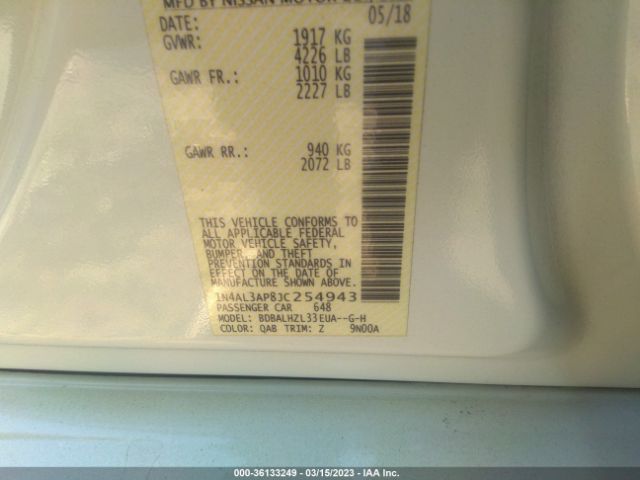 MFD BY NISSAN MOTOR
DATE: 05/18
GVWR: 1917 KG
4226 LB
GAWR FR.: 1010 KG
2227 LB
GAWR RR.: 940 KG
2072 LB
THIS VEHICLE CONFORMS TO
ALL APPLICABLE FEDERAL
MOTOR VEHICLE SAFETY,
BUMPER, AND THEFT
PREVENTION STANDARDS IN
EFFECT ON THE DATE OF
MANUFACTURE SHOWN ABOVE.
1N4AL3AP8JC254943
PASSENGER CAR 648
MODEL: BDBALHZL33EUA--G-H
COLOR: QAB TRIM: Z 9N00A
000-36133249 - 03/15/2023 - IAA Inc.